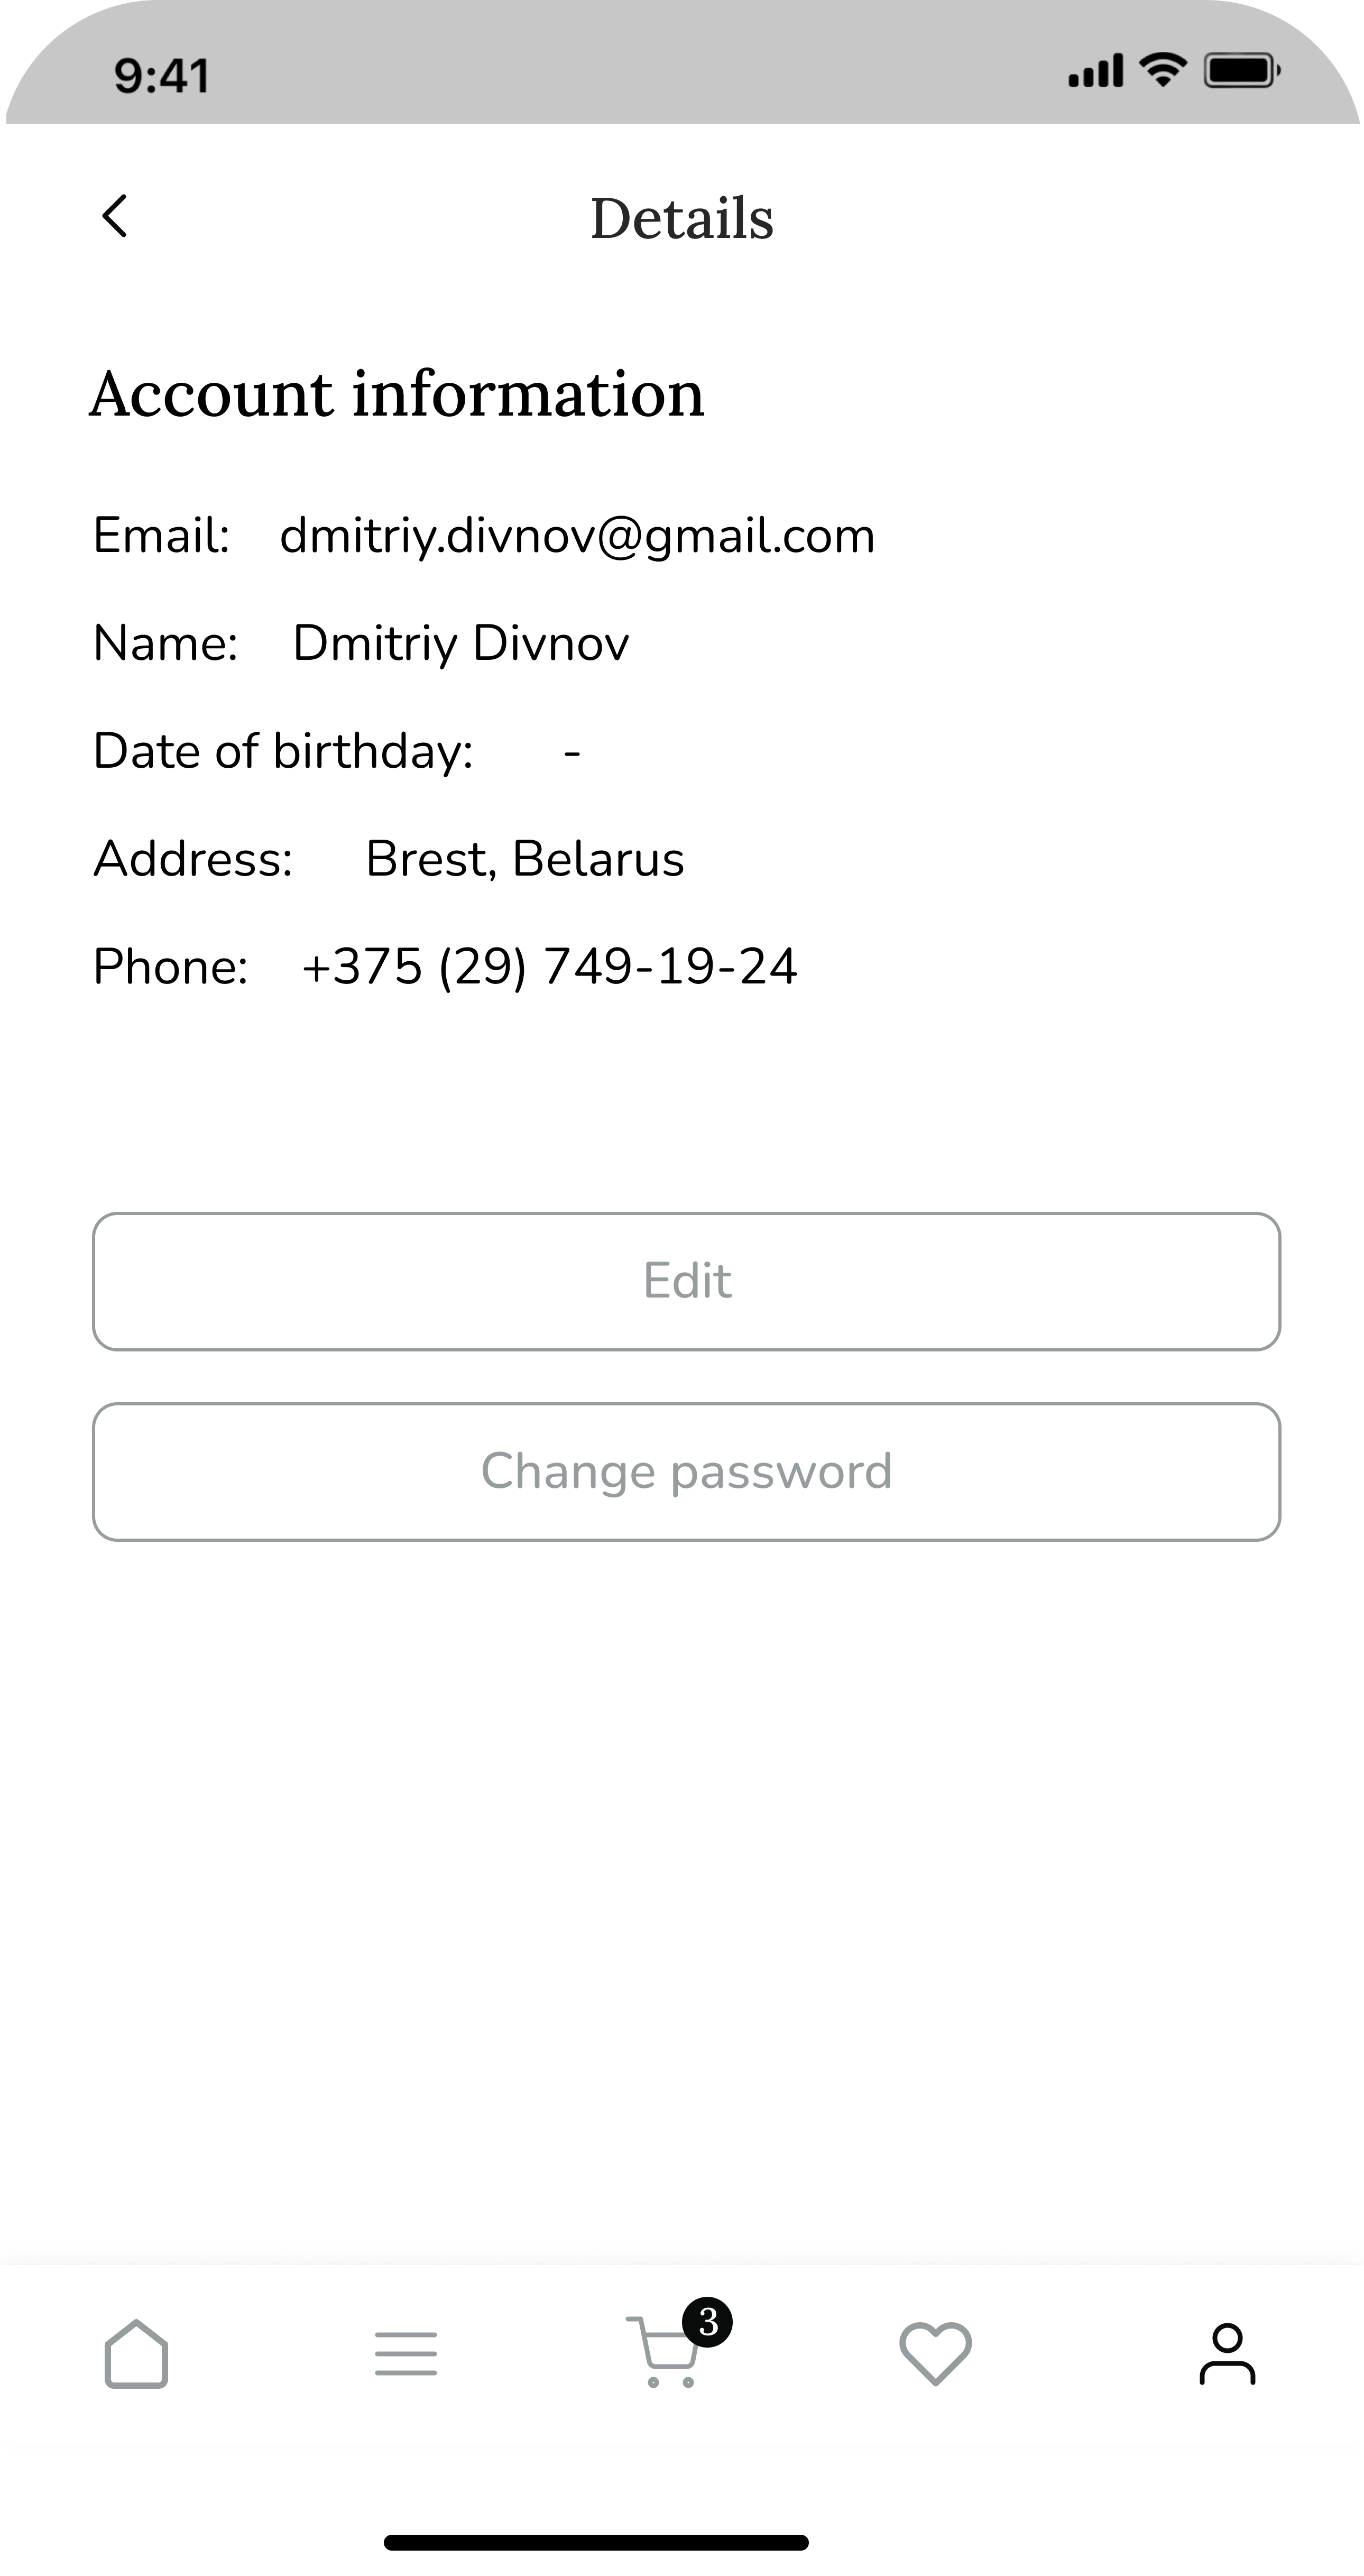 9:41
Details
Account information
Email: dmitriy.divnov@gmail.com
Name: Dmitriy Divnov
Date of birthday: -
Address: Brest, Belarus
Phone: +375 (29) 749-19-24
Edit
Change password
3